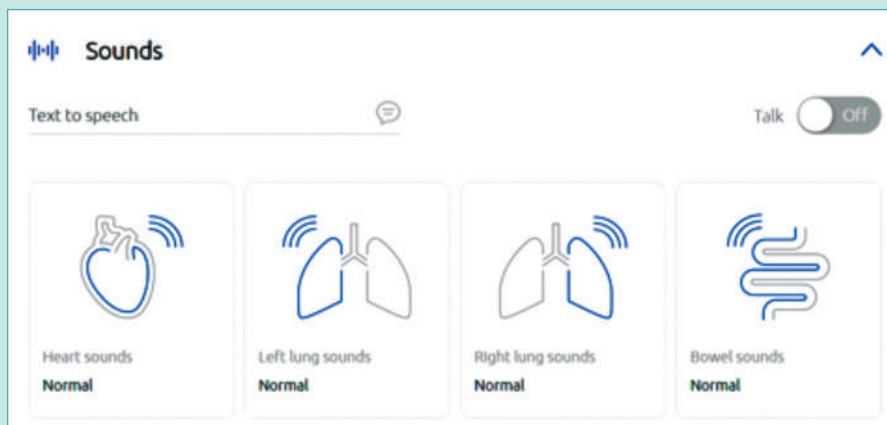 Sounds
Text to speech
Talk Off
Heart sounds
Normal
Left lung sounds
Normal
Right lung sounds
Normal
Bowel sounds
Normal